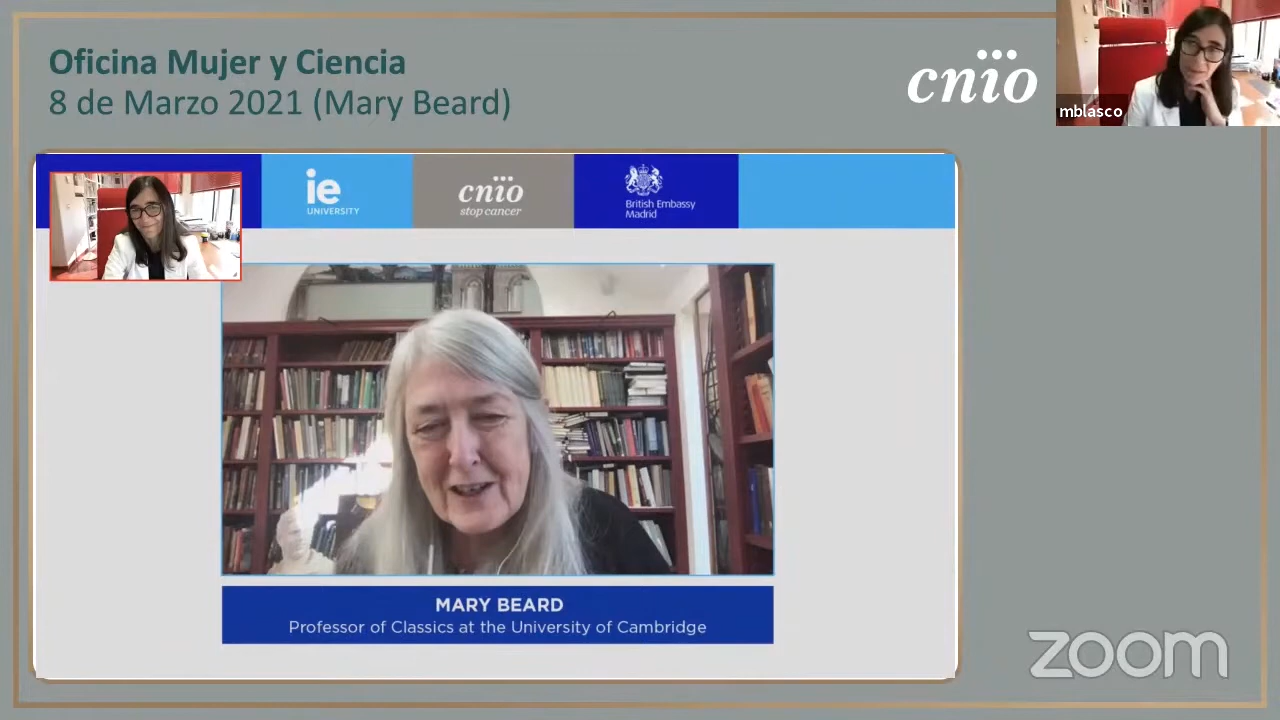 Oficina Mujer y Ciencia
8 de Marzo 2021 (Mary Beard)
cnio
mblasco
ie
UNIVERSITY
cnio
stop cancer
British Embassy
Madrid
MARY BEARD
Professor of Classics at the University of Cambridge
zoom